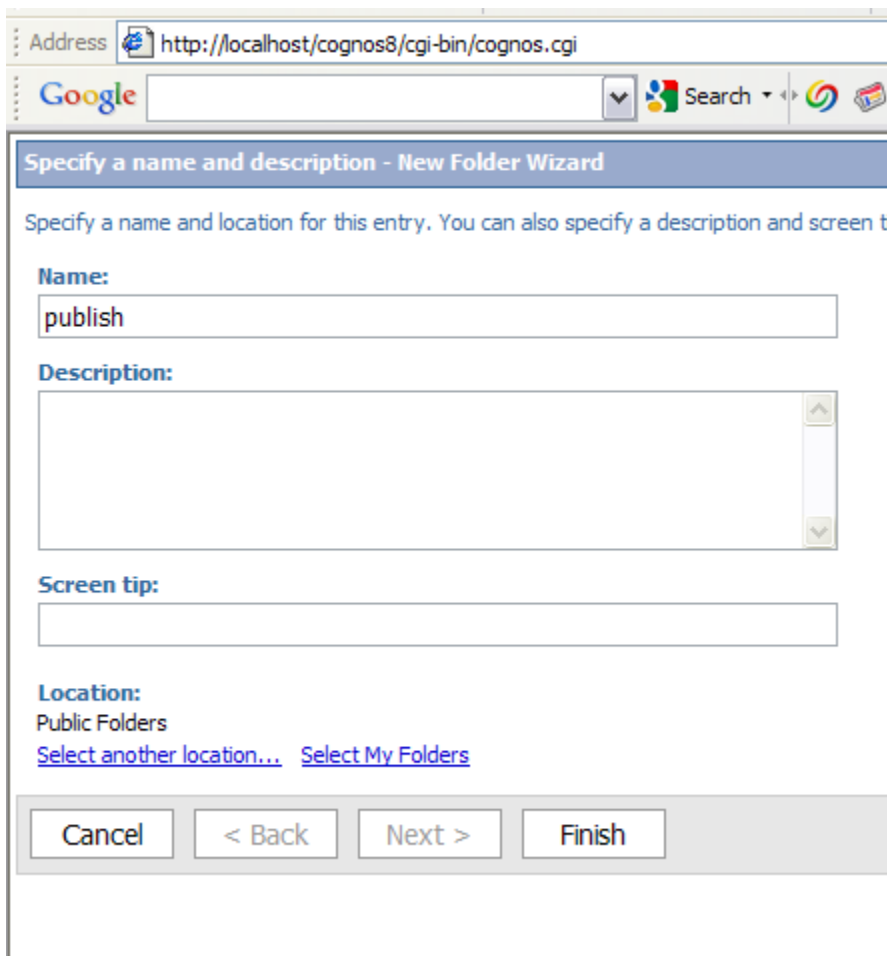 Address http://localhost/cognos8/cgi-bin/cognos.cgi
Google Search
Specify a name and description - New Folder Wizard
Specify a name and location for this entry. You can also specify a description and screen t
Name:
publish
Description:
Screen tip:
Location:
Public Folders
Select another location... Select My Folders
Cancel < Back Next > Finish